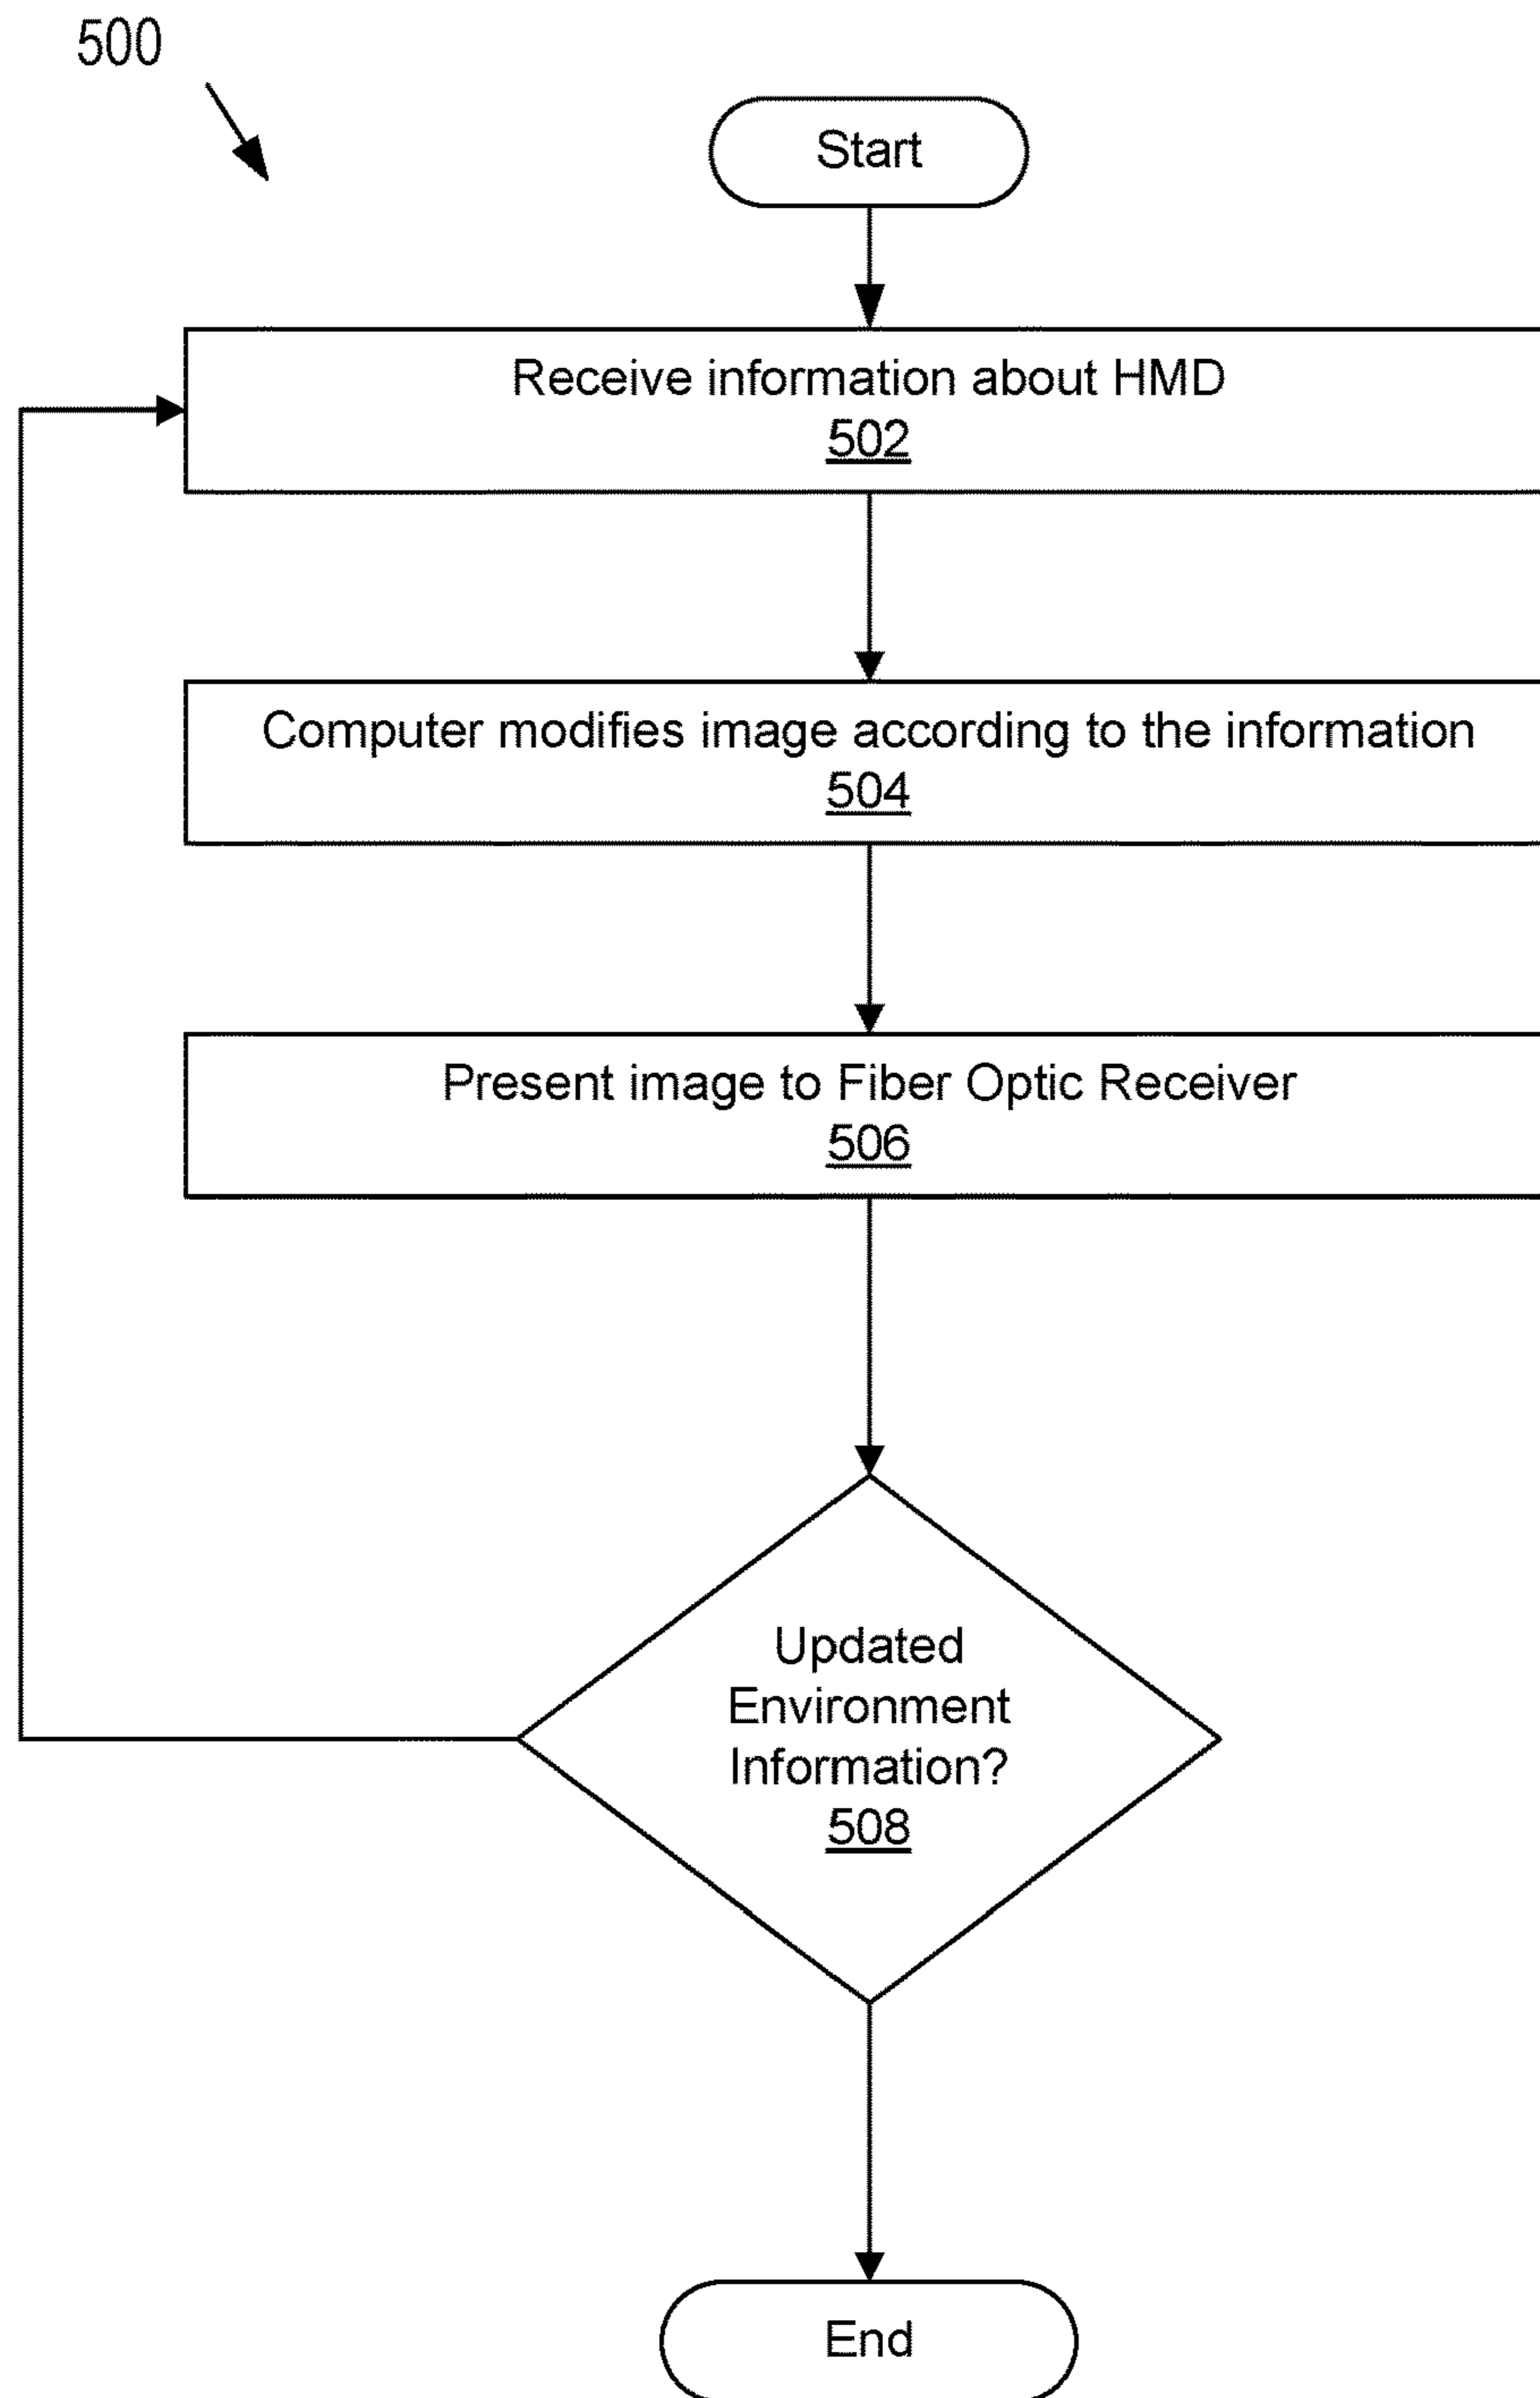 500
Start
Receive information about HMD
502
Computer modifies image according to the information
504
Present image to Fiber Optic Receiver
506
Updated
Environment
Information?
508
End